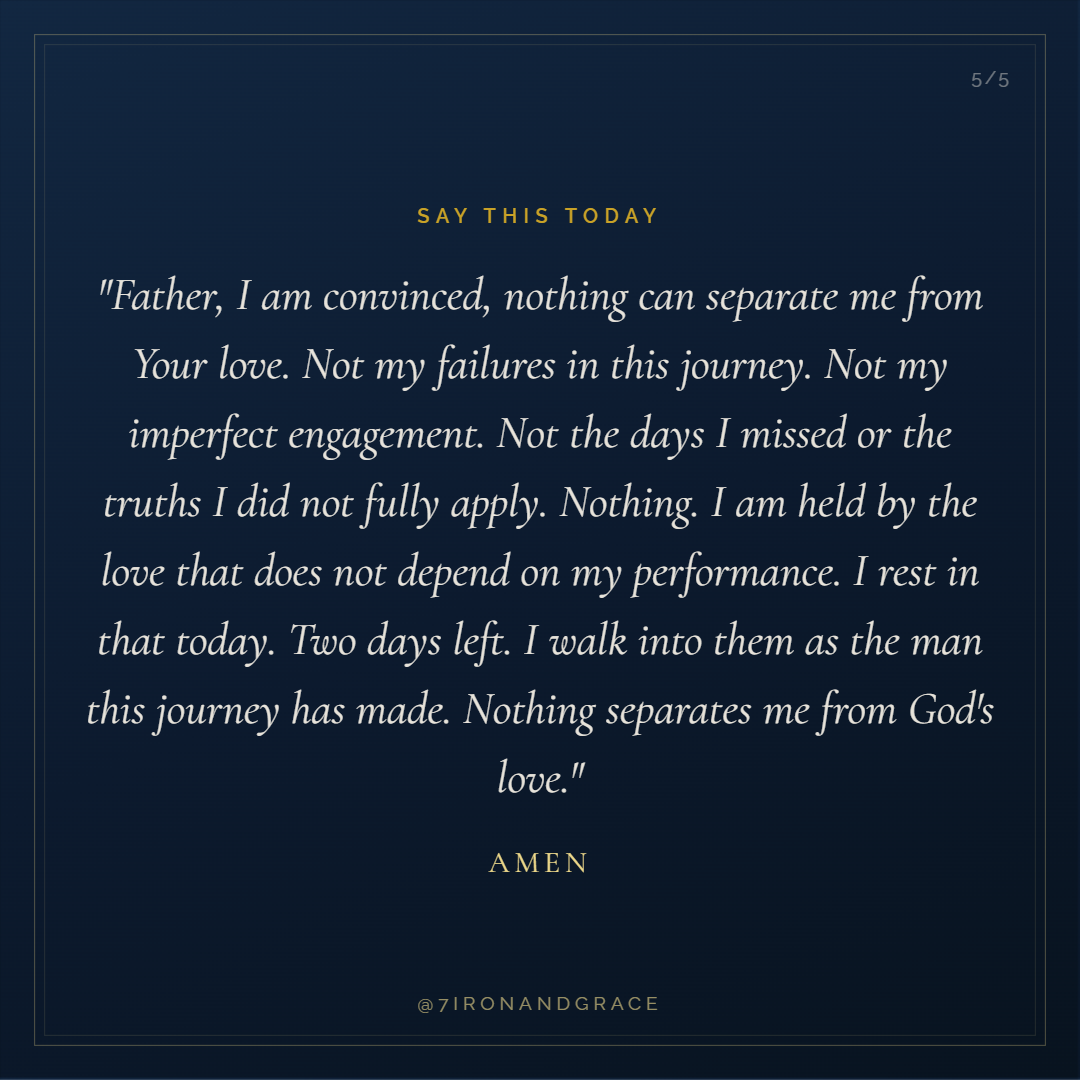 5/5
SAY THIS TODAY
"Father, I am convinced, nothing can separate me from
Your love. Not my failures in this journey. Not my
imperfect engagement. Not the days I missed or the
truths I did not fully apply. Nothing. I am held by the
love that does not depend on my performance. I rest in
that today. Two days left. I walk into them as the man
this journey has made. Nothing separates me from God's
love."
AMEN
@7IRONANDGRACE